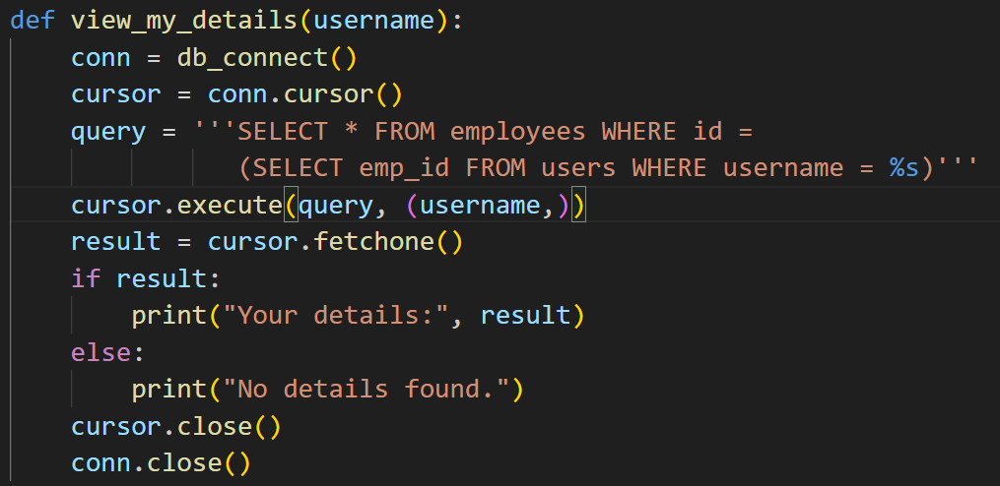 def view_my_details(username):
    conn = db_connect()
    cursor = conn.cursor()
    query = '''SELECT * FROM employees WHERE id =
               (SELECT emp_id FROM users WHERE username = %s)'''
    cursor.execute(query, (username,))
    result = cursor.fetchone()
    if result:
        print("Your details:", result)
    else:
        print("No details found.")
    cursor.close()
    conn.close()